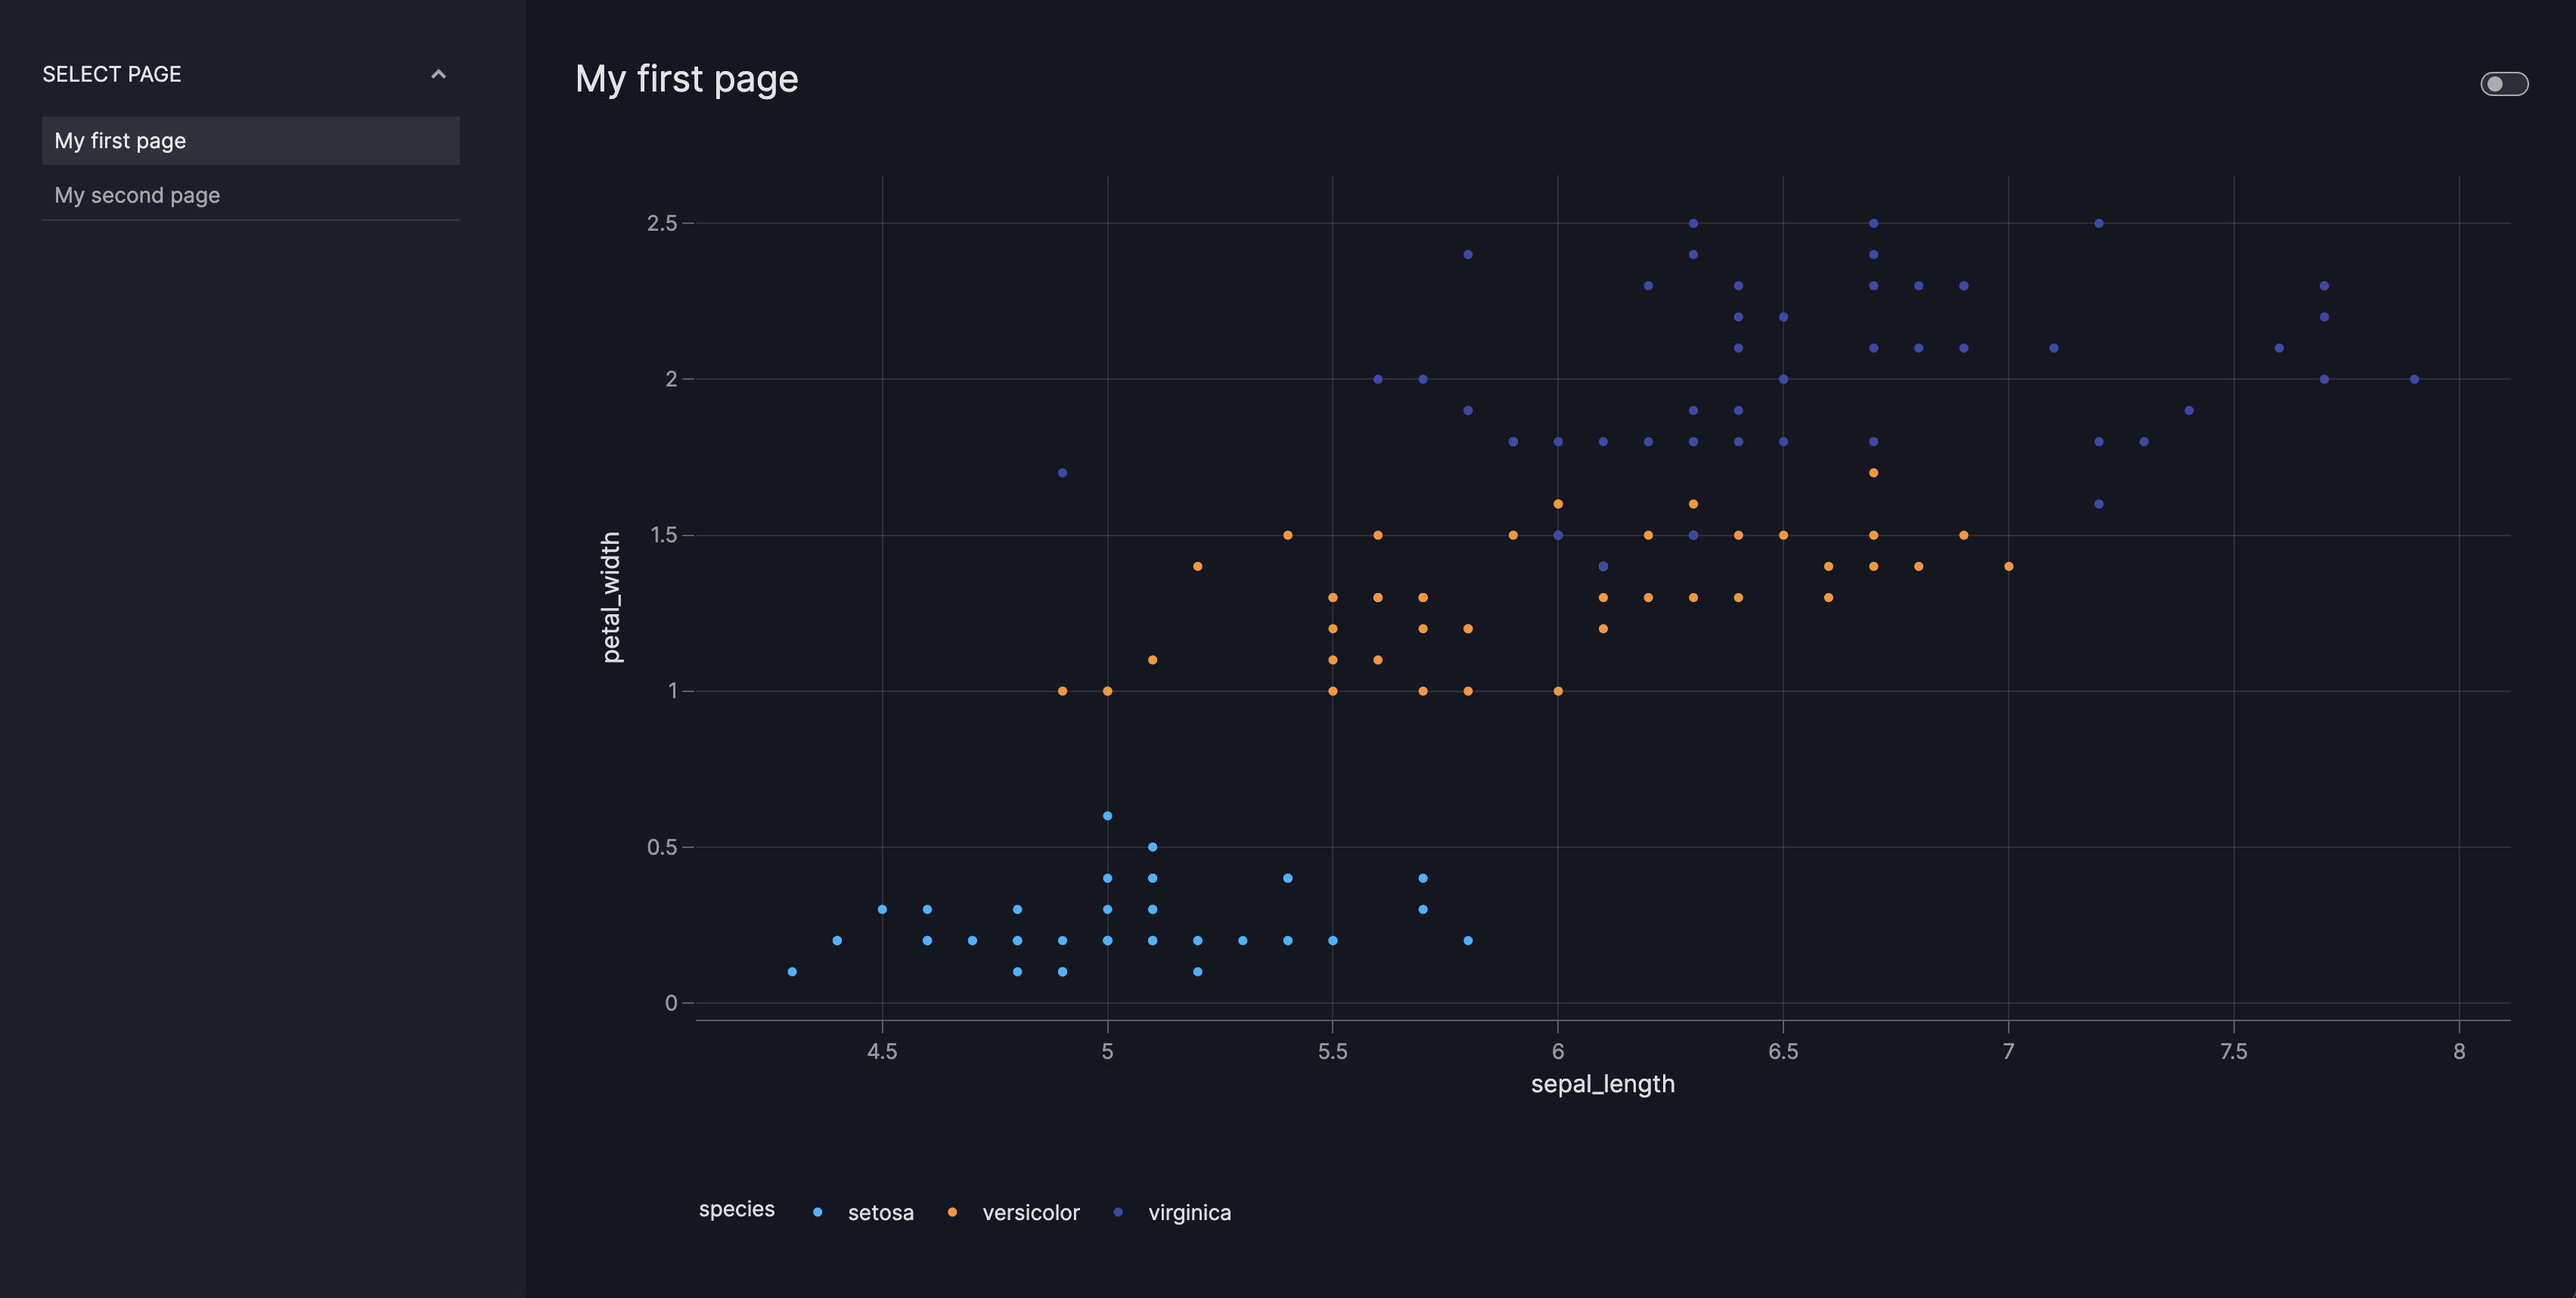 SELECT PAGE
My first page
My second page
My first page
2.5
2
1.5
1
0.5
0
petal_width
4.5 5 5.5 6 6.5 7 7.5 8
sepal_length
species setosa versicolor virginica